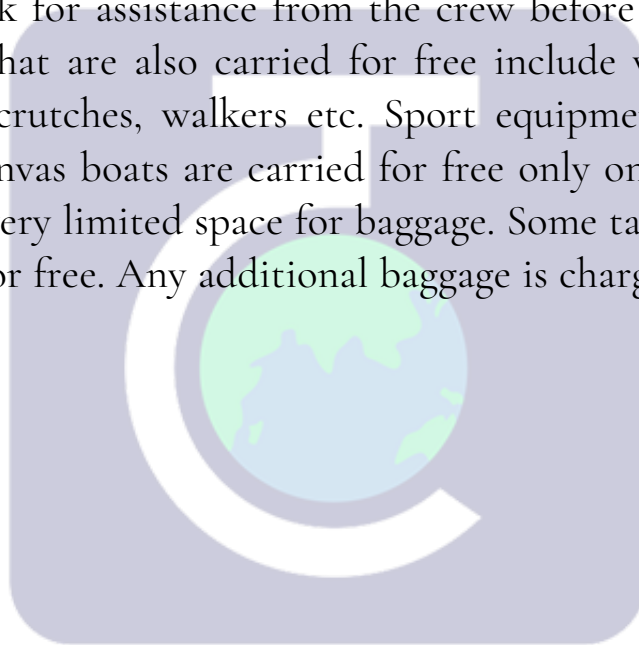 k for assistance from the crew before
hat are also carried for free include
crutches, walkers etc. Sport equipme
nvas boats are carried for free only on
ery limited space for baggage. Some ta
or free. Any additional baggage is charg